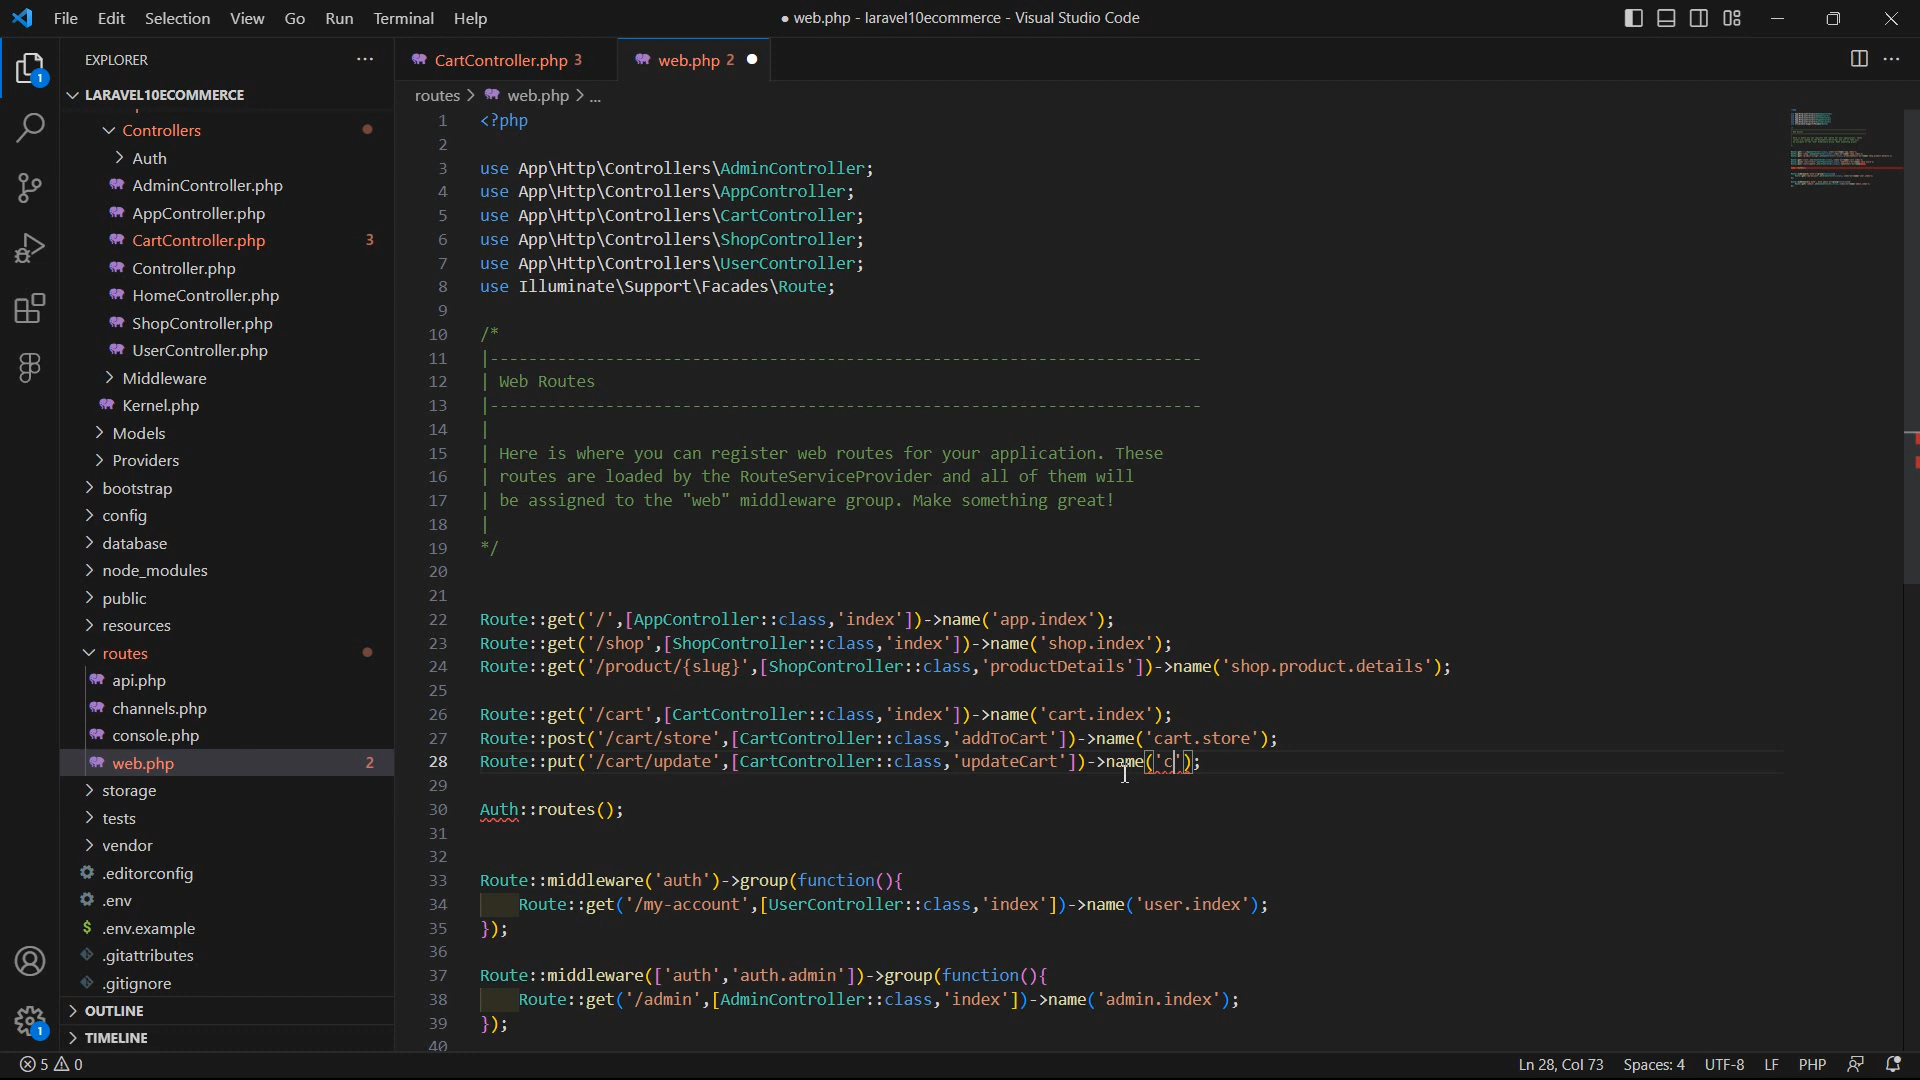 File Edit Selection View Go Run Terminal Help
● web.php - laravel10ecommerce - Visual Studio Code
EXPLORER ···
CartController.php 3
web.php 2 ●
LARAVEL10ECOMMERCE
routes > web.php > ...
Controllers
Auth
AdminController.php
AppController.php
CartController.php 3
Controller.php
HomeController.php
ShopController.php
UserController.php
Middleware
Kernel.php
Models
Providers
bootstrap
config
database
node_modules
public
resources
routes
api.php
channels.php
console.php
web.php 2
storage
tests
vendor
.editorconfig
.env
$ .env.example
.gitattributes
.gitignore
OUTLINE
TIMELINE
1
1
1 <?php
2
3 use App\Http\Controllers\AdminController;
4 use App\Http\Controllers\AppController;
5 use App\Http\Controllers\CartController;
6 use App\Http\Controllers\ShopController;
7 use App\Http\Controllers\UserController;
8 use Illuminate\Support\Facades\Route;
9
10 /*
11 |--------------------------------------------------------------------------
12 | Web Routes
13 |--------------------------------------------------------------------------
14 |
15 | Here is where you can register web routes for your application. These
16 | routes are loaded by the RouteServiceProvider and all of them will
17 | be assigned to the "web" middleware group. Make something great!
18 |
19 */
20
21
22 Route::get('/',[AppController::class,'index'])->name('app.index');
23 Route::get('/shop',[ShopController::class,'index'])->name('shop.index');
24 Route::get('/product/{slug}',[ShopController::class,'productDetails'])->name('shop.product.details');
25
26 Route::get('/cart',[CartController::class,'index'])->name('cart.index');
27 Route::post('/cart/store',[CartController::class,'addToCart'])->name('cart.store');
28 Route::put('/cart/update',[CartController::class,'updateCart'])->name('c');
29
30 Auth::routes();
31
32
33 Route::middleware('auth')->group(function(){
34 Route::get('/my-account',[UserController::class,'index'])->name('user.index');
35 });
36
37 Route::middleware(['auth','auth.admin'])->group(function(){
38 Route::get('/admin',[AdminController::class,'index'])->name('admin.index');
39 });
40
5 0
Ln 28, Col 73 Spaces: 4 UTF-8 LF PHP